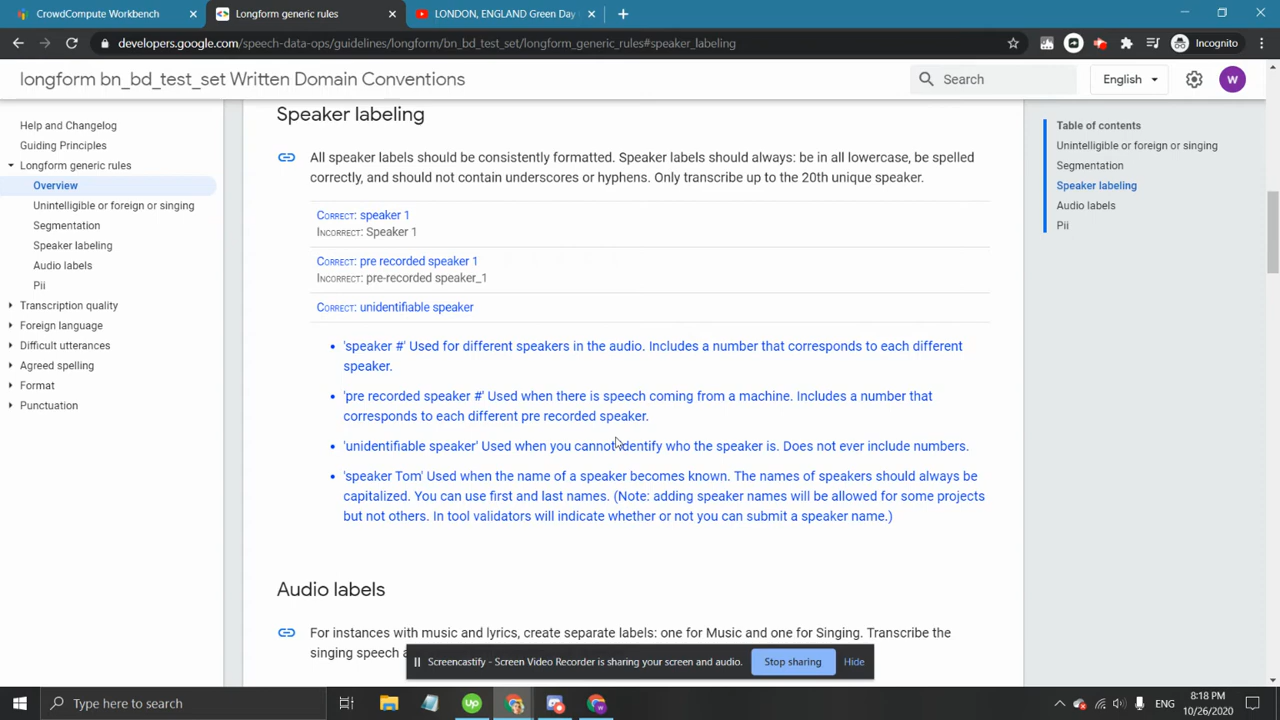 CrowdCompute Workbench
Longform generic rules
LONDON, ENGLAND Green Day
developers.google.com/speech-data-ops/guidelines/longform/bn_bd_test_set/longform_generic_rules#speaker_labeling
Incognito
longform bn_bd_test_set Written Domain Conventions
Search
English
W
Help and Changelog
Guiding Principles
Longform generic rules
Overview
Unintelligible or foreign or singing
Segmentation
Speaker labeling
Audio labels
Pii
Transcription quality
Foreign language
Difficult utterances
Agreed spelling
Format
Punctuation
Speaker labeling
All speaker labels should be consistently formatted. Speaker labels should always: be in all lowercase, be spelled
correctly, and should not contain underscores or hyphens. Only transcribe up to the 20th unique speaker.
Correct: speaker 1
Incorrect: Speaker 1
Correct: pre recorded speaker 1
Incorrect: pre-recorded speaker_1
Correct: unidentifiable speaker
• 'speaker #' Used for different speakers in the audio. Includes a number that corresponds to each different
speaker.
• 'pre recorded speaker #' Used when there is speech coming from a machine. Includes a number that
corresponds to each different pre recorded speaker.
• 'unidentifiable speaker' Used when you cannot identify who the speaker is. Does not ever include numbers.
• 'speaker Tom' Used when the name of a speaker becomes known. The names of speakers should always be
capitalized. You can use first and last names. (Note: adding speaker names will be allowed for some projects
but not others. In tool validators will indicate whether or not you can submit a speaker name.)
Audio labels
For instances with music and lyrics, create separate labels: one for Music and one for Singing. Transcribe the
singing speech
Table of contents
Unintelligible or foreign or singing
Segmentation
Speaker labeling
Audio labels
Pii
Screencastify - Screen Video Recorder is sharing your screen and audio.
Stop sharing
Hide
Type here to search
Up
ENG
8:18 PM
10/26/2020